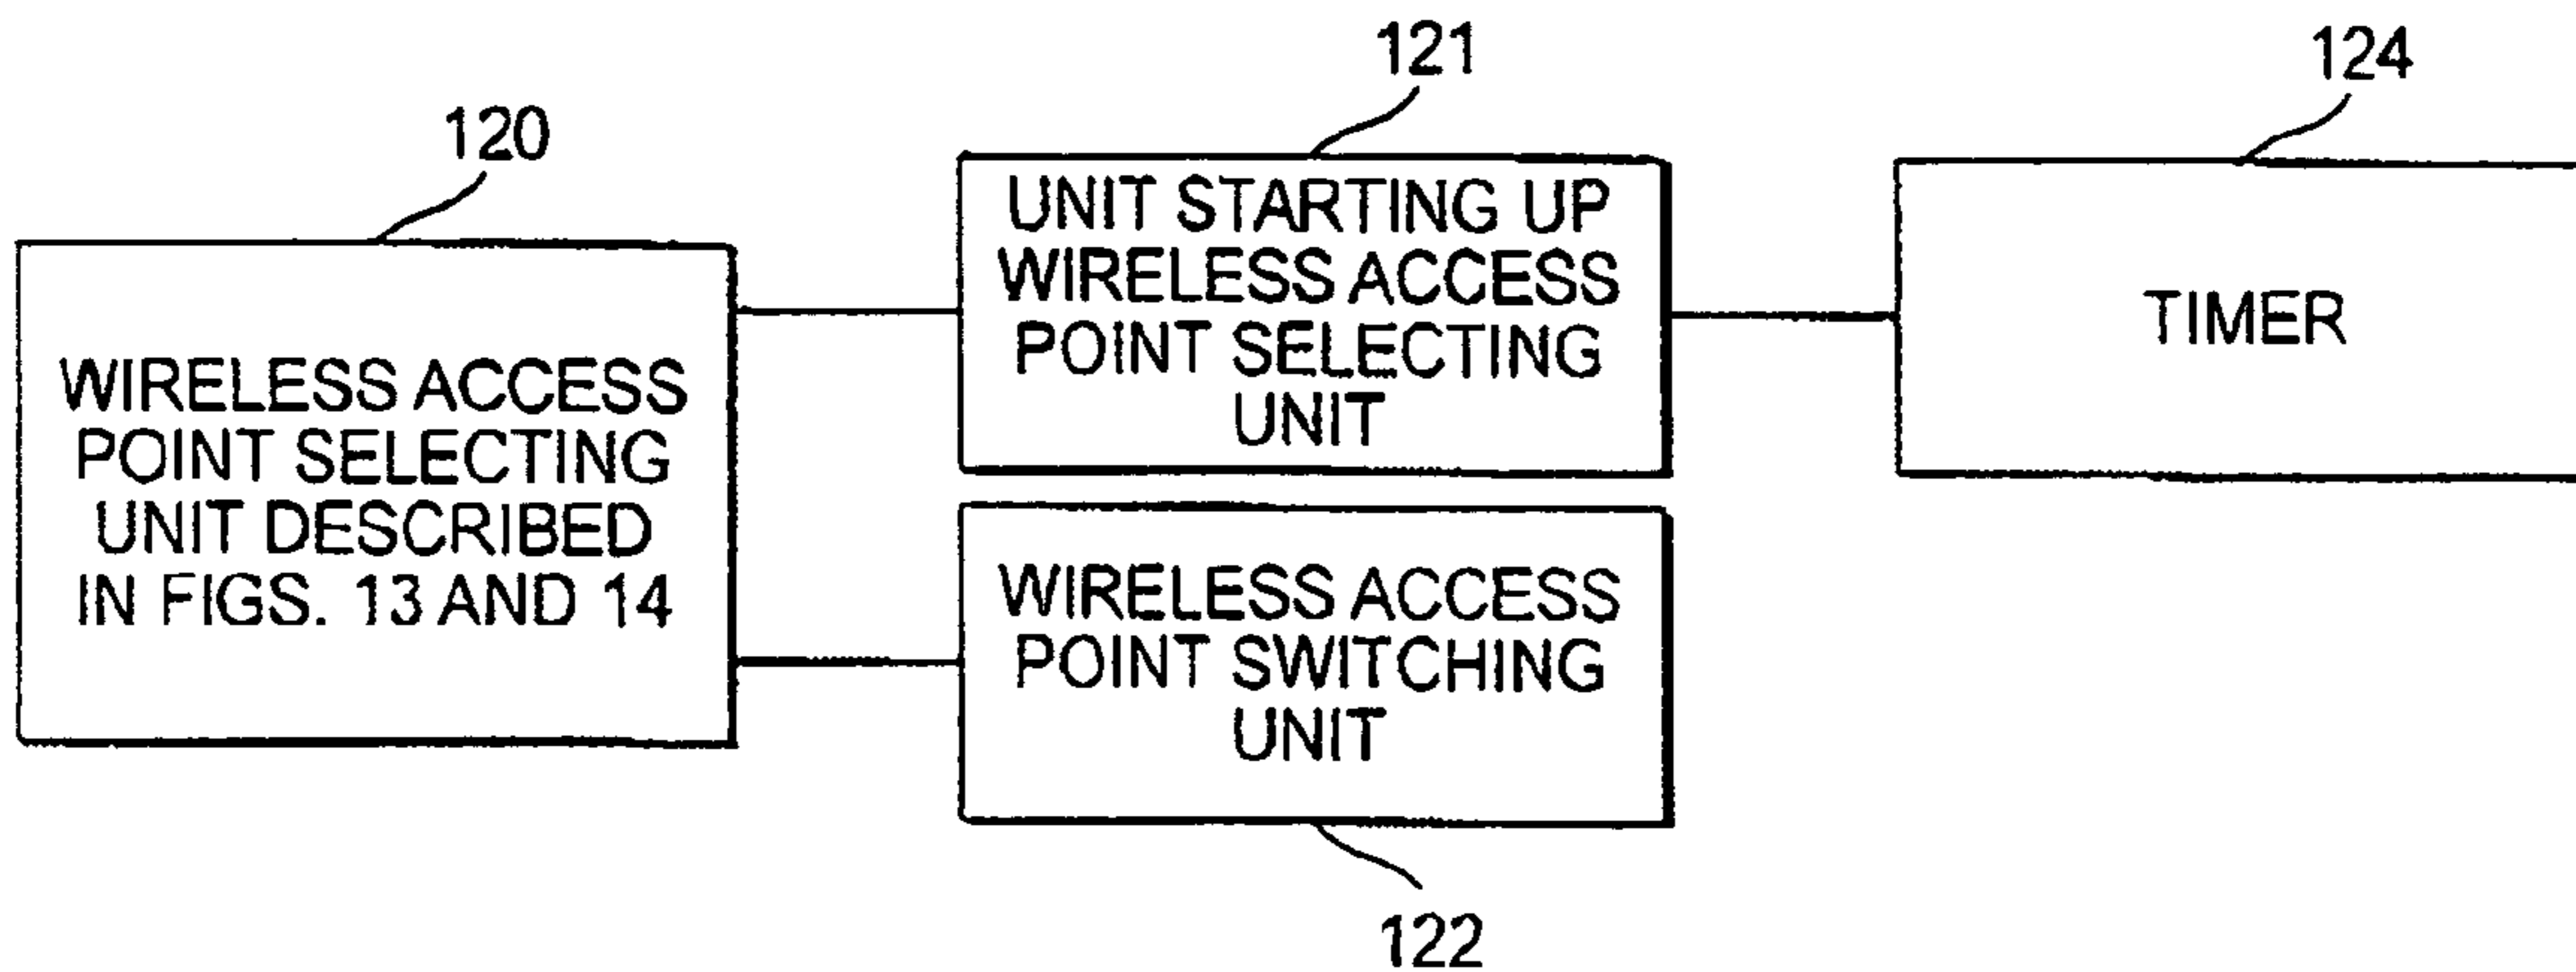 120
WIRELESS ACCESS
POINT SELECTING
UNIT DESCRIBED
IN FIGS. 13 AND 14
121
UNIT STARTING UP
WIRELESS ACCESS
POINT SELECTING
UNIT
WIRELESS ACCESS
POINT SWITCHING
UNIT
122
124
TIMER